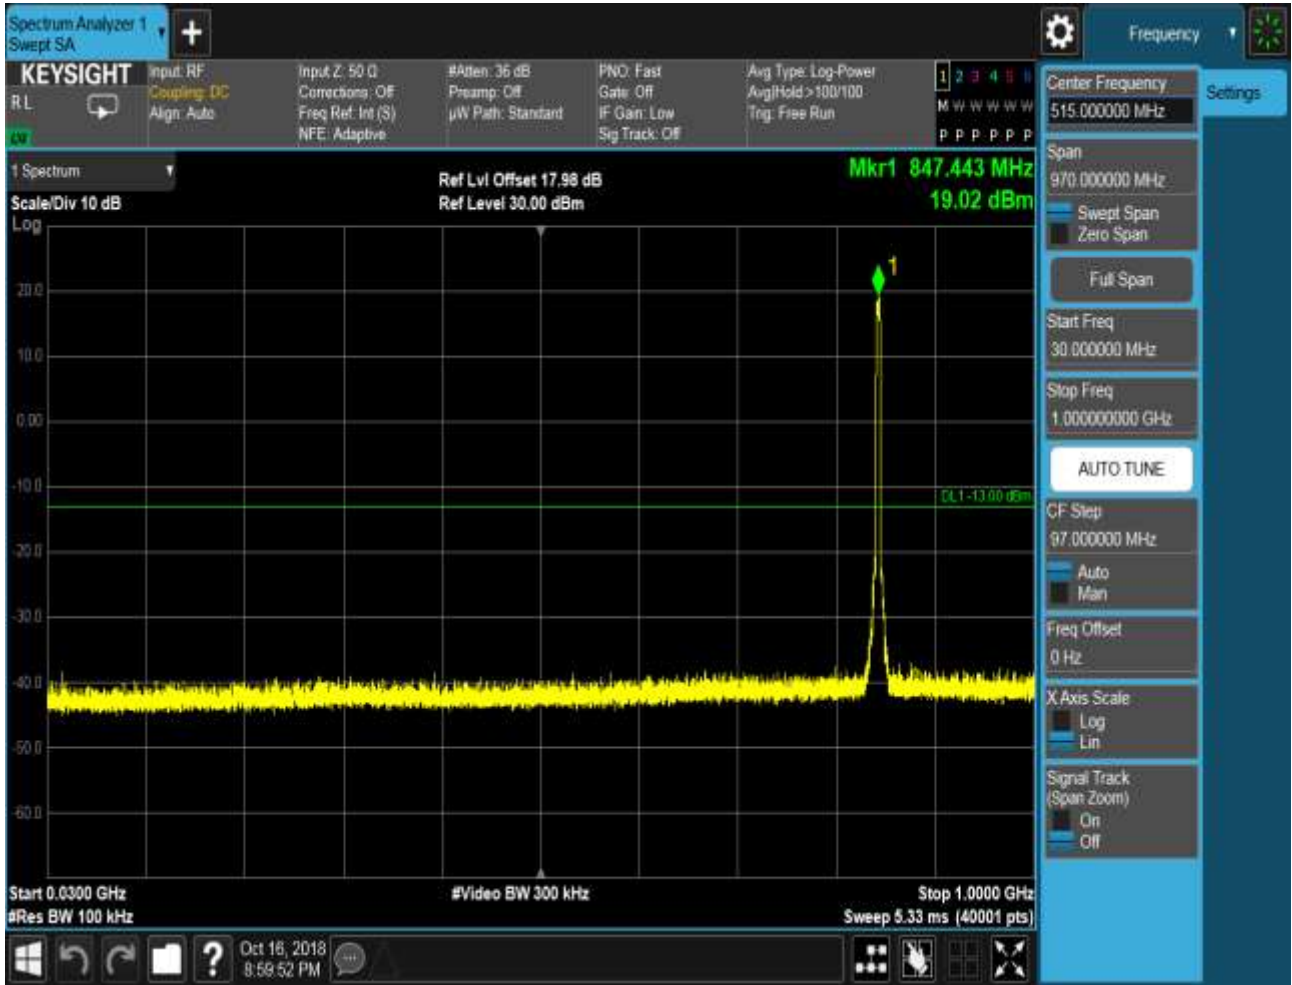 Spectrum Analyzer 1
Swept SA
+
Frequency
KEYSIGHT
RL
Input: RF
Coupling: DC
Align: Auto
Input Z: 50 Ω
Corrections: Off
Freq Ref: Int (S)
NFE: Adaptive
#Atten: 36 dB
Preamp: Off
µW Path: Standard
PNO: Fast
Gate: Off
IF Gain: Low
Sig Track: Off
Avg Type: Log-Power
Avg|Hold:>100/100
Trig: Free Run
1 2 3 4 5 6
M W W W W W
P P P P P P
1 Spectrum
Scale/Div 10 dB
Log
Ref Lvl Offset 17.98 dB
Ref Level 30.00 dBm
Mkr1 847.443 MHz
19.02 dBm
1
20.0
10.0
0.00
-10.0
DL1 -13.00 dBm
-20.0
-30.0
-40.0
-50.0
-60.0
Start 0.0300 GHz
#Res BW 100 kHz
#Video BW 300 kHz
Stop 1.0000 GHz
Sweep 5.33 ms (40001 pts)
?
Oct 16, 2018
8:59:52 PM
Center Frequency
515.000000 MHz
Settings
Span
970.000000 MHz
Swept Span
Zero Span
Full Span
Start Freq
30.000000 MHz
Stop Freq
1.000000000 GHz
AUTO TUNE
CF Step
97.000000 MHz
Auto
Man
Freq Offset
0 Hz
X Axis Scale
Log
Lin
Signal Track
(Span Zoom)
On
Off